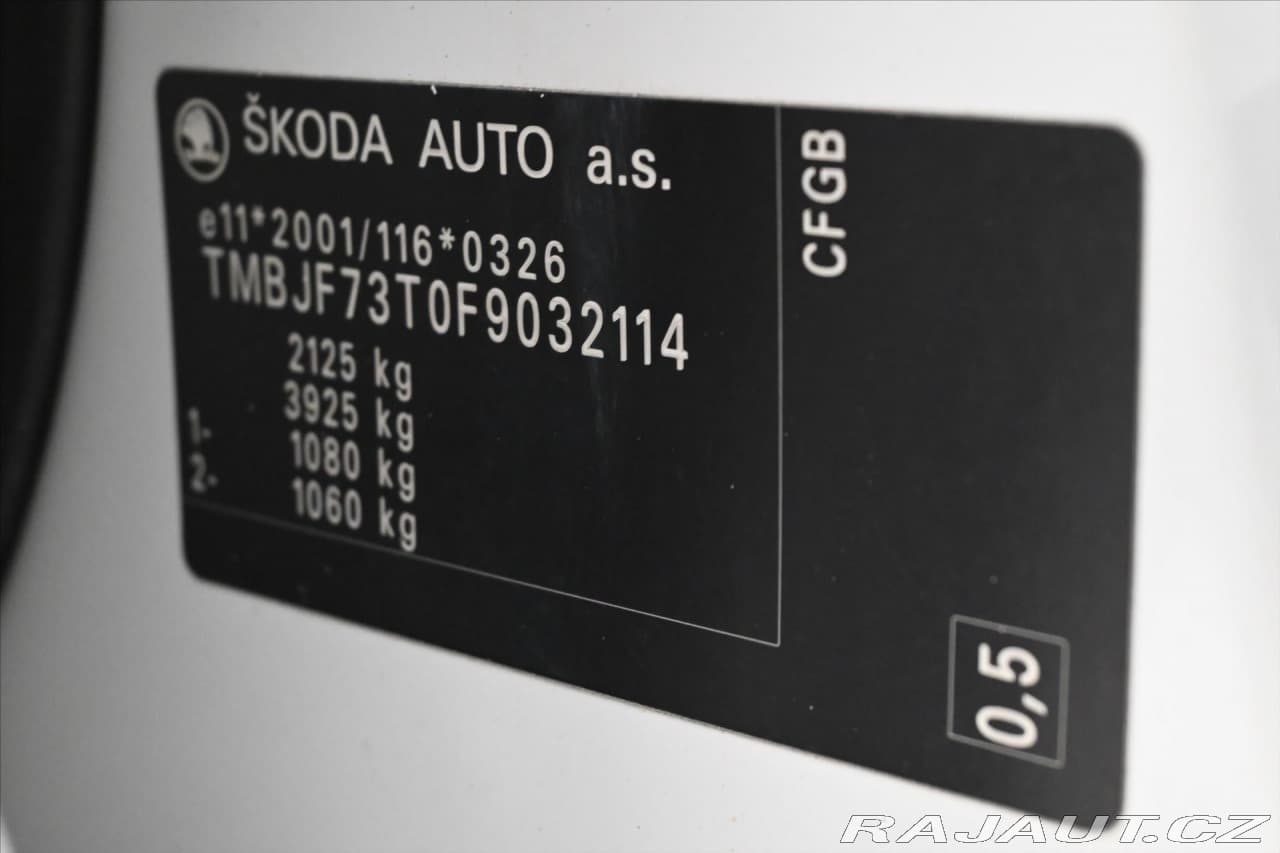 ŠKODA AUTO a.s.
e11*2001/116*0326
TMBJF73T0F9032114
2125 kg
3925 kg
1- 1080 kg
2- 1060 kg
CFGB
0,5
RAJAUT.CZ